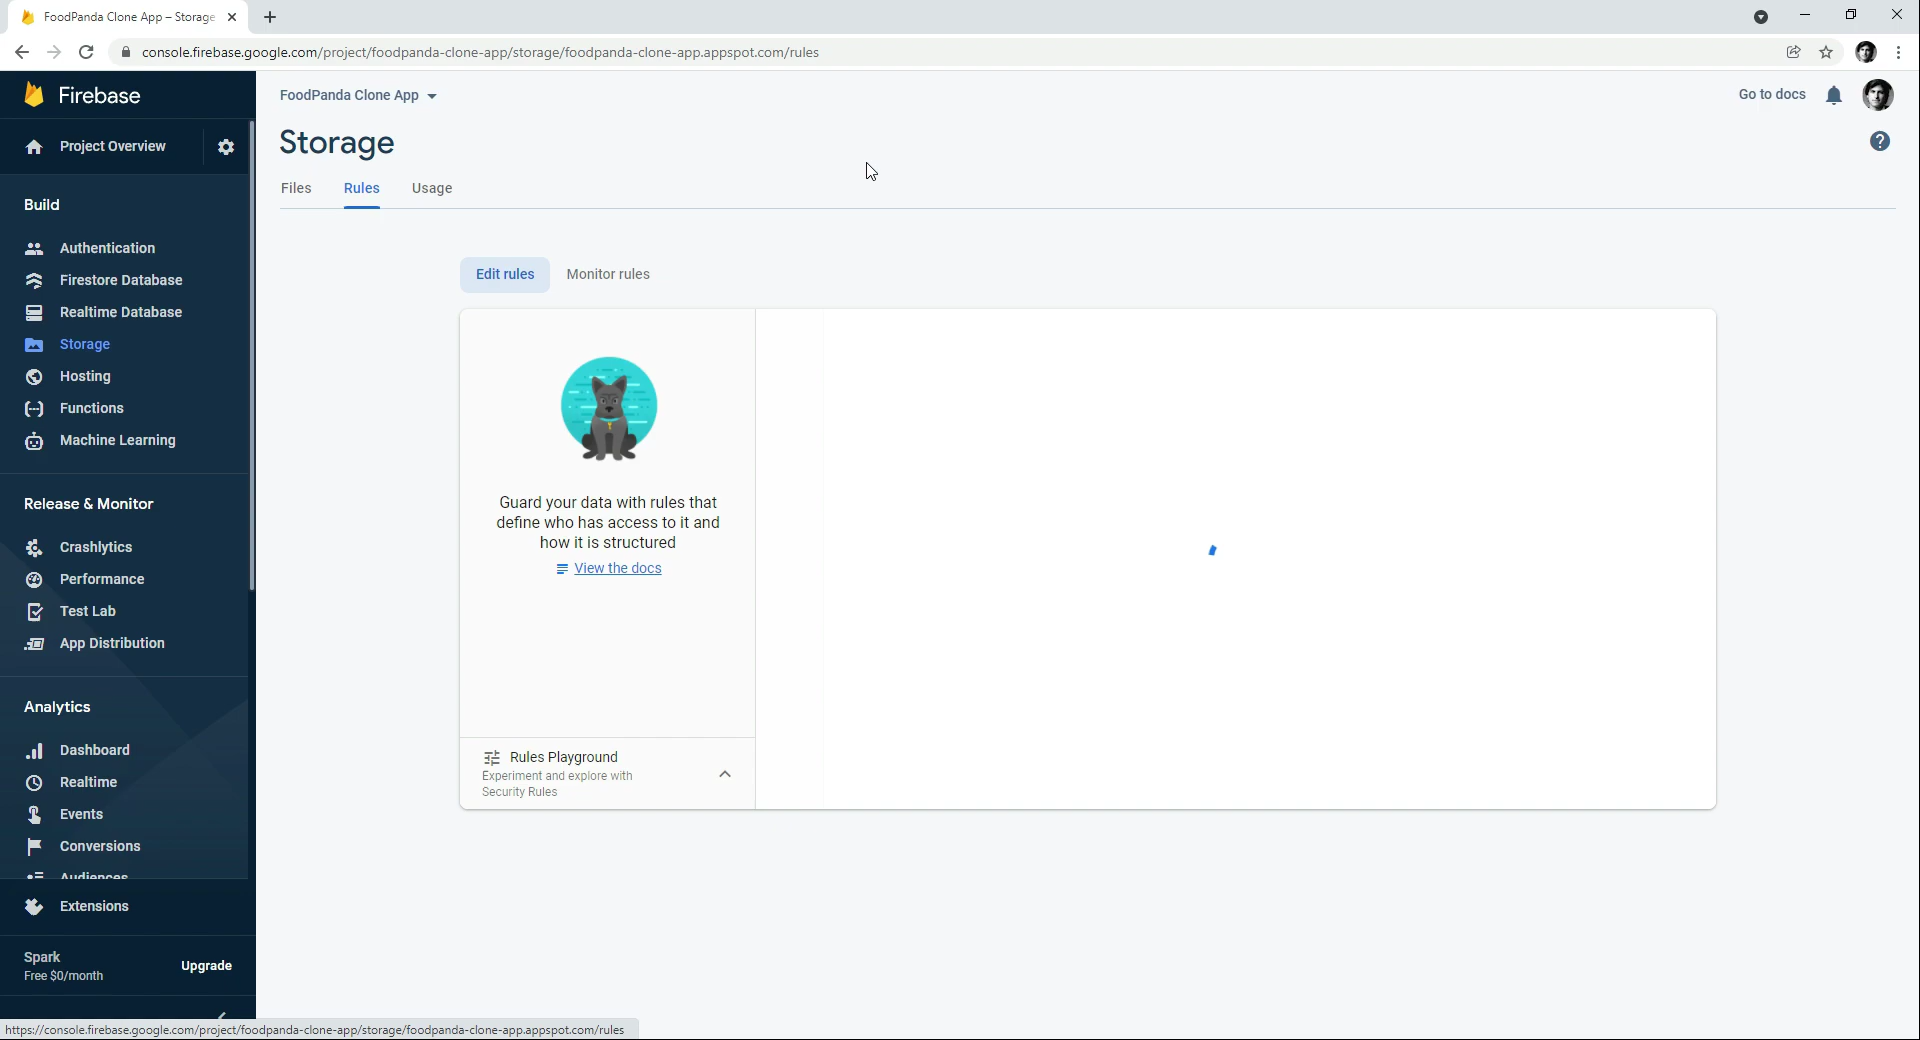 FoodPanda Clone App – Storage
console.firebase.google.com/project/foodpanda-clone-app/storage/foodpanda-clone-app.appspot.com/rules
Firebase
FoodPanda Clone App
Go to docs
Project Overview
Storage
Files
Rules
Usage
Build
Authentication
Firestore Database
Realtime Database
Storage
Hosting
Functions
Machine Learning
Edit rules
Monitor rules
Guard your data with rules that
define who has access to it and
how it is structured
View the docs
Rules Playground
Experiment and explore with
Security Rules
Release & Monitor
Crashlytics
Performance
Test Lab
App Distribution
Analytics
Dashboard
Realtime
Events
Conversions
Audiences
Extensions
Spark
Free $0/month
Upgrade
https://console.firebase.google.com/project/foodpanda-clone-app/storage/foodpanda-clone-app.appspot.com/rules